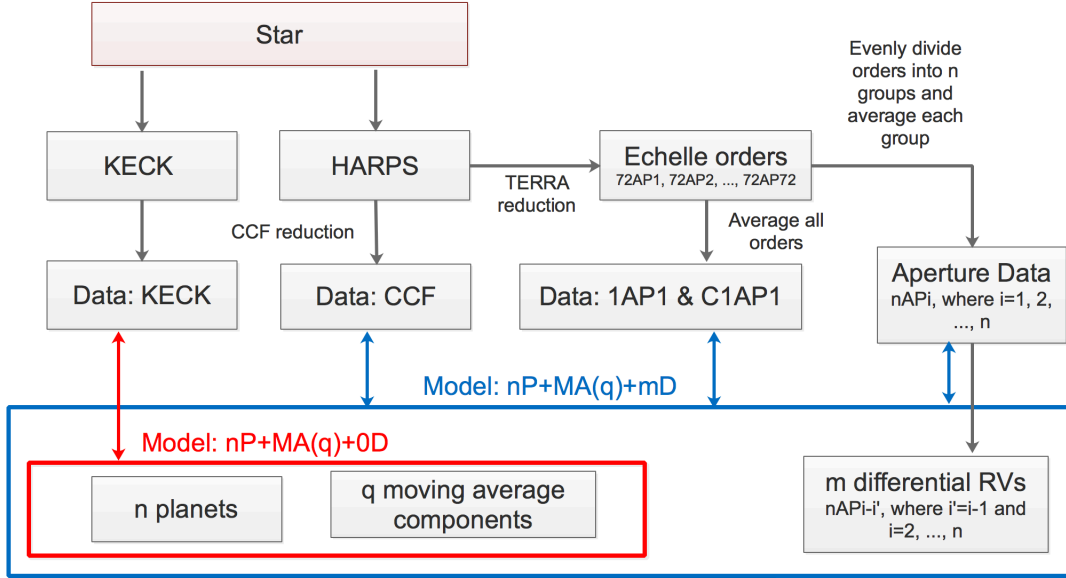 Star
Evenly divide
orders into n
groups and
average each
group
KECK
HARPS
TERRA
reduction
Echelle orders
72AP1, 72AP2, ..., 72AP72
CCF reduction
Average all
orders
Data: KECK
Data: CCF
Data: 1AP1 & C1AP1
Aperture Data
nAPi, where i=1, 2,
..., n
Model: nP+MA(q)+mD
Model: nP+MA(q)+0D
n planets
q moving average
components
m differential RVs
nAPi-i', where i'=i-1 and
i=2, ..., n